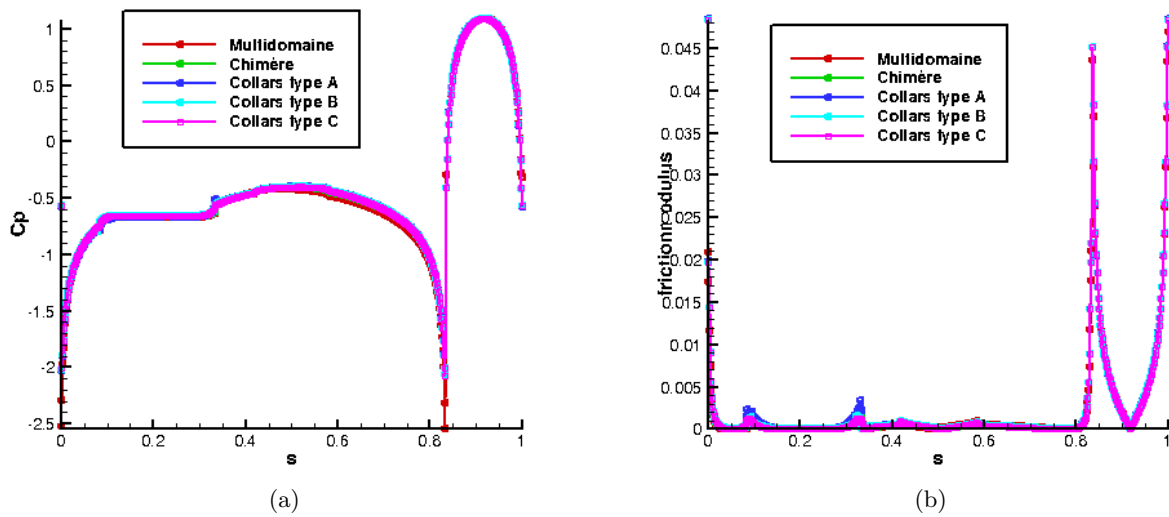 Multidomaine
Chimère
Collars type A
Collars type B
Collars type C
1
0.5
0
-0.5
-1
-1.5
-2
-2.5
Cp
0 0.2 0.4 0.6 0.8 1
s
(a)
Multidomaine
Chimère
Collars type A
Collars type B
Collars type C
0.045
0.04
0.035
0.03
0.025
0.02
0.015
0.01
0.005
0
frictionmodulus
0 0.2 0.4 0.6 0.8 1
s
(b)